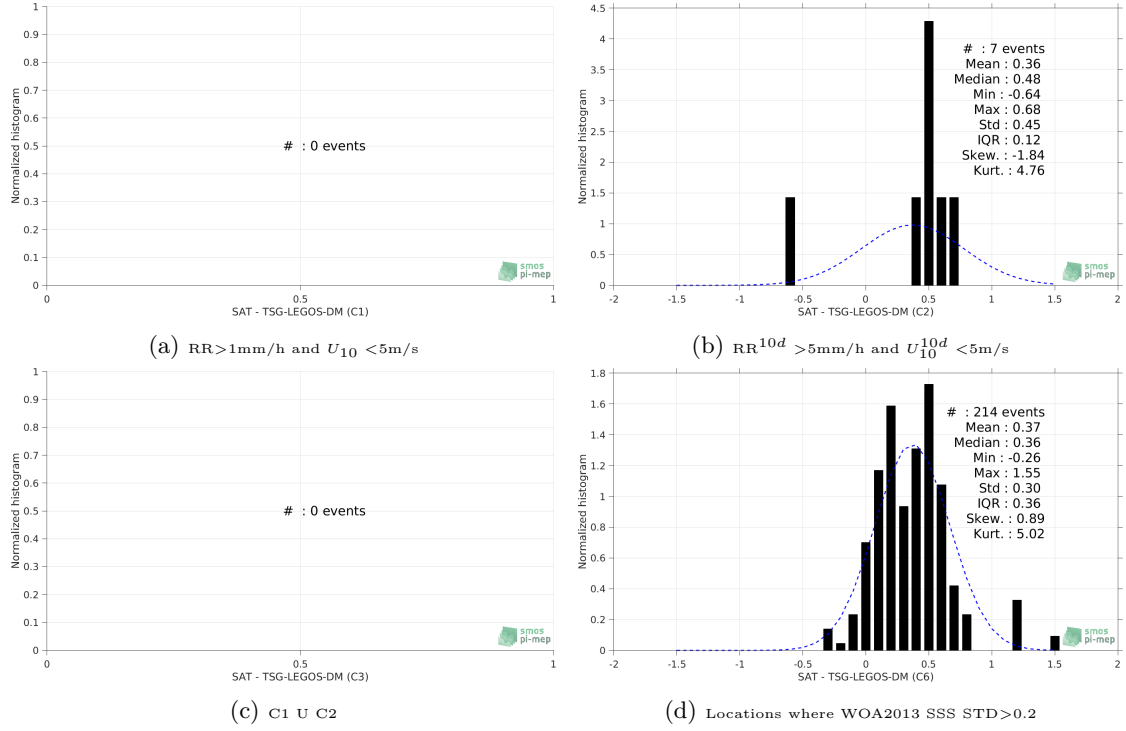 1
0.9
0.8
0.7
0.6
0.5
0.4
0.3
0.2
0.1
0
Normalized histogram
# : 0 events
smos
pi-mep
0 0.5 1
SAT - TSG-LEGOS-DM (C1)
(a) RR>1mm/h and U10 <5m/s
4.5
4
3.5
3
2.5
2
1.5
1
0.5
0
Normalized histogram
# : 7 events
Mean : 0.36
Median : 0.48
Min : -0.64
Max : 0.68
Std : 0.45
IQR : 0.12
Skew. : -1.84
Kurt. : 4.76
smos
pi-mep
-2 -1.5 -1 -0.5 0 0.5 1 1.5 2
SAT - TSG-LEGOS-DM (C2)
(b) RR^10d >5mm/h and U10^10d <5m/s
1
0.9
0.8
0.7
0.6
0.5
0.4
0.3
0.2
0.1
0
Normalized histogram
# : 0 events
smos
pi-mep
0 0.5 1
SAT - TSG-LEGOS-DM (C3)
(c) C1 U C2
1.8
1.6
1.4
1.2
1
0.8
0.6
0.4
0.2
0
Normalized histogram
# : 214 events
Mean : 0.37
Median : 0.36
Min : -0.26
Max : 1.55
Std : 0.30
IQR : 0.36
Skew. : 0.89
Kurt. : 5.02
smos
pi-mep
-2 -1.5 -1 -0.5 0 0.5 1 1.5 2
SAT - TSG-LEGOS-DM (C6)
(d) Locations where WOA2013 SSS STD>0.2